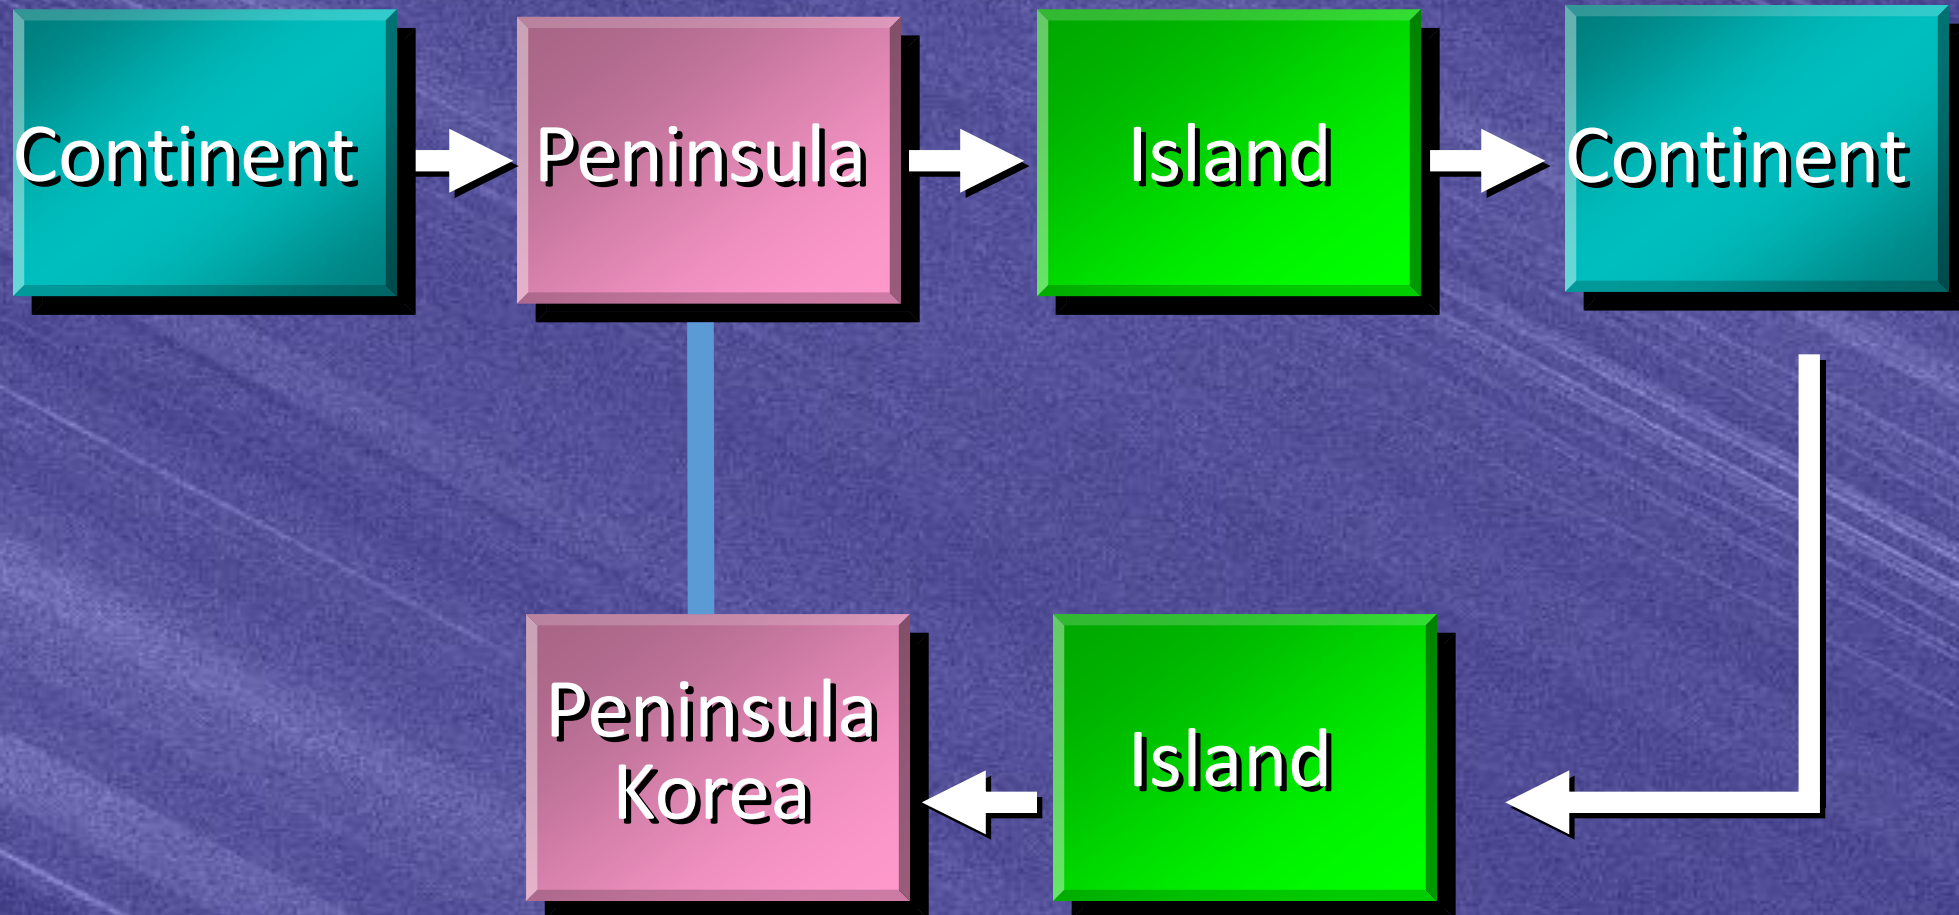 Continent
Peninsula
Island
Continent
Peninsula
Korea
Island